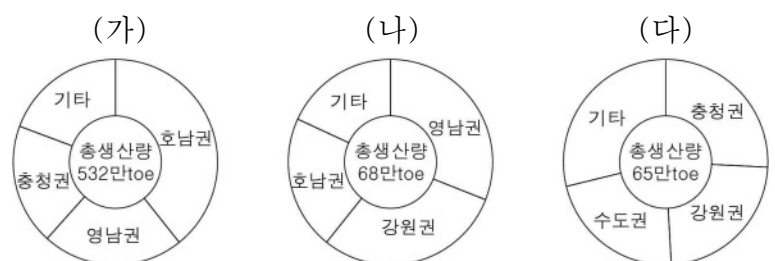 (가)
기타
호남권
총생산량
532만toe
충청권
영남권
(나)
기타
영남권
총생산량
68만toe
호남권
강원권
(다)
기타
충청권
총생산량
65만toe
수도권
강원권